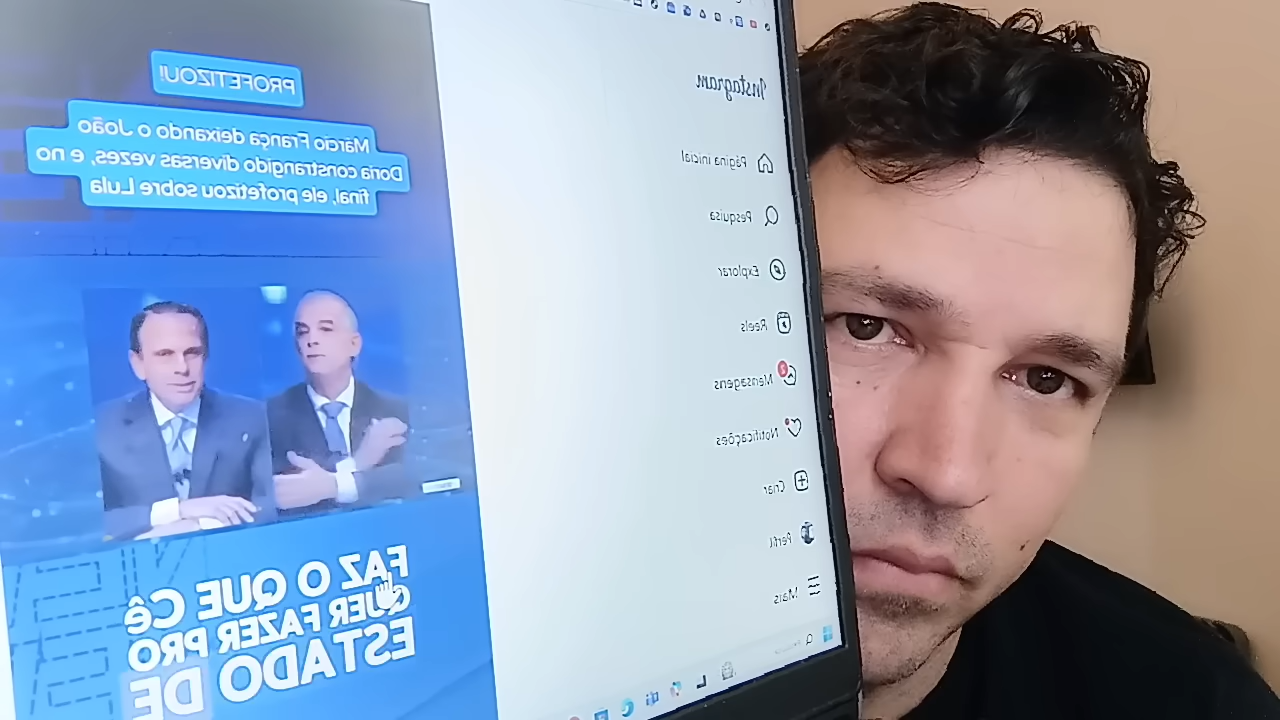 PROFETIZOU!
Márcio França deixando o João
Doria constrangido diversas vezes, e no
final, ele profetizou sobre Lula
FAZ O QUE CÊ
QUER FAZER PRO
ESTADO DE
Instagram
Página inicial
Pesquisa
Explorar
Reels
Mensagens
2
Notificações
Criar
Perfil
Mais